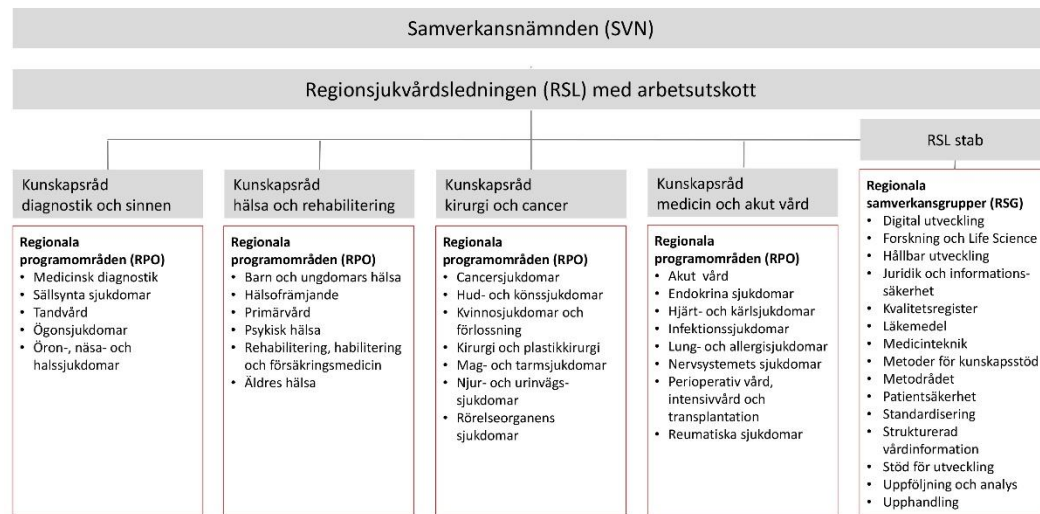 Samverkansnämnden (SVN)
Regionsjukvårdsledningen (RSL) med arbetsutskott
RSL stab
Kunskapsråd
diagnostik och sinnen
Regionala
programområden (RPO)
• Medicinsk diagnostik
• Sällsynta sjukdomar
• Tandvård
• Ögonsjukdomar
• Öron-, näsa- och
halssjukdomar
Kunskapsråd
hälsa och rehabilitering
Regionala
programområden (RPO)
• Barn och ungdomars hälsa
• Hälsofrämjande
• Primärvård
• Psykisk hälsa
• Rehabilitering, habilitering
och försäkringsmedicin
• Äldres hälsa
Kunskapsråd
kirurgi och cancer
Regionala
programområden (RPO)
• Cancersjukdomar
• Hud- och könssjukdomar
• Kvinnosjukdomar och
förlossning
• Kirurgi och plastikkirurgi
• Mag- och tarmsjukdomar
• Njur- och urinvägs-
sjukdomar
• Rörelseorganens
sjukdomar
Kunskapsråd
medicin och akut vård
Regionala
programområden (RPO)
• Akut vård
• Endokrina sjukdomar
• Hjärt- och kärlsjukdomar
• Infektionssjukdomar
• Lung- och allergisjukdomar
• Nervsystemets sjukdomar
• Perioperativ vård,
intensivvård och
transplantation
• Reumatiska sjukdomar
Regionala
samverkansgrupper (RSG)
• Digital utveckling
• Forskning och Life Science
• Hållbar utveckling
• Juridik och informations-
säkerhet
• Kvalitetsregister
• Läkemedel
• Medicinteknik
• Metoder för kunskapsstöd
• Metodrådet
• Patientsäkerhet
• Standardisering
• Strukturerad
vårdinformation
• Stöd för utveckling
• Uppföljning och analys
• Upphandling